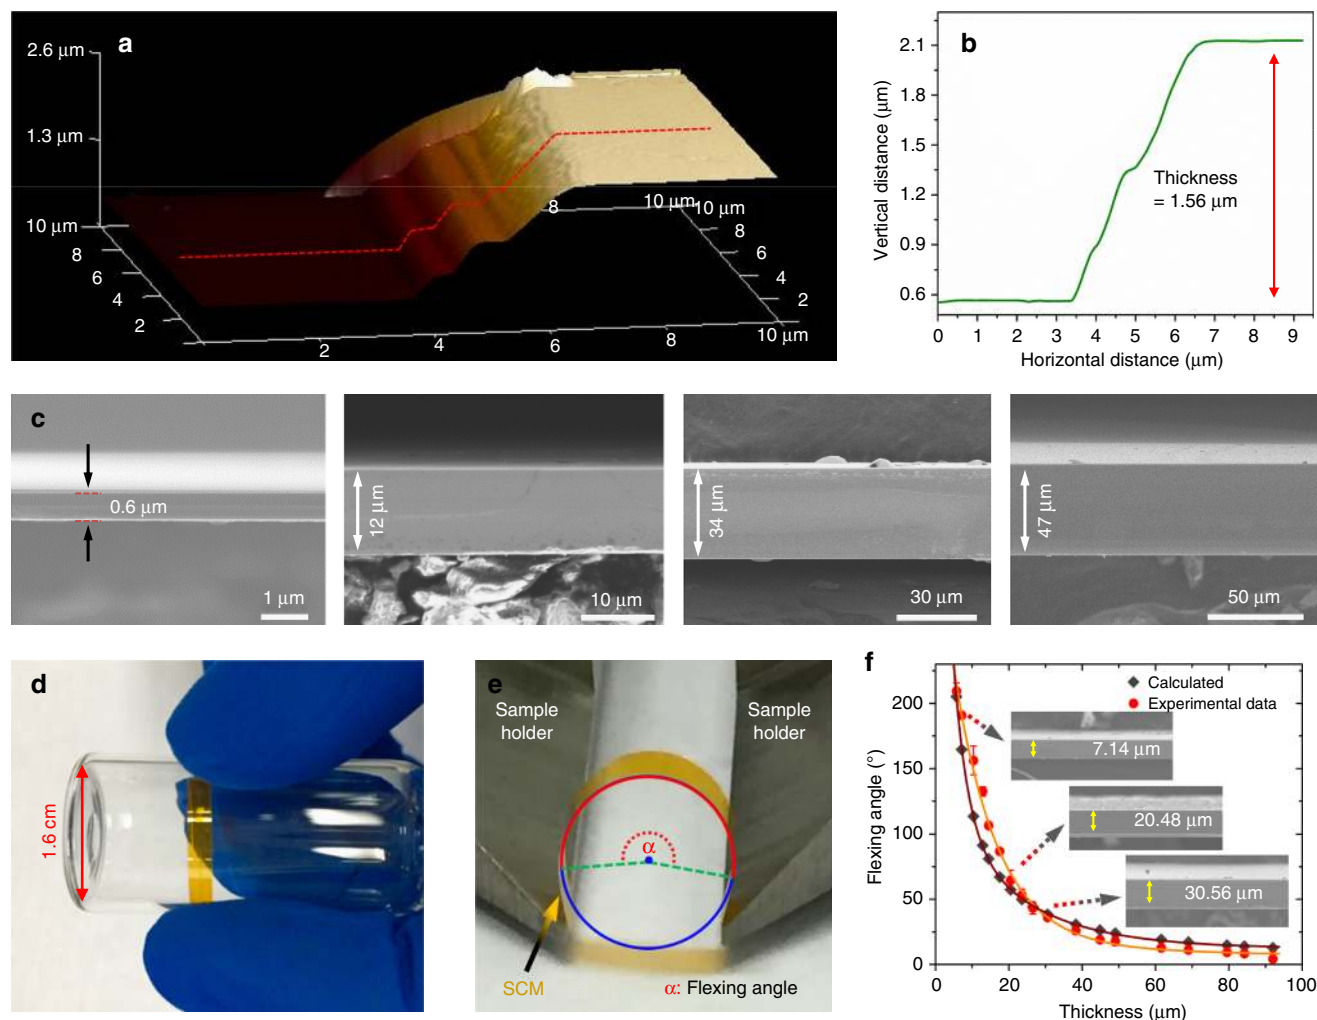 a
2.6 μm
1.3 μm
10 μm
8
6
4
2
2
4
6
8
10 μm
2
4
6
8
10 μm
10 μm
8
b
Vertical distance (μm)
2.1
1.8
1.5
1.2
0.9
0.6
Thickness
= 1.56 μm
0 1 2 3 4 5 6 7 8 9
Horizontal distance (μm)
c
0.6 μm
1 μm
12 μm
10 μm
34 μm
30 μm
47 μm
50 μm
d
1.6 cm
e
Sample
holder
Sample
holder
α
SCM
α: Flexing angle
f
Flexing angle (°)
200
150
100
50
0
Calculated
Experimental data
7.14 μm
20.48 μm
30.56 μm
0 20 40 60 80 100
Thickness (μm)